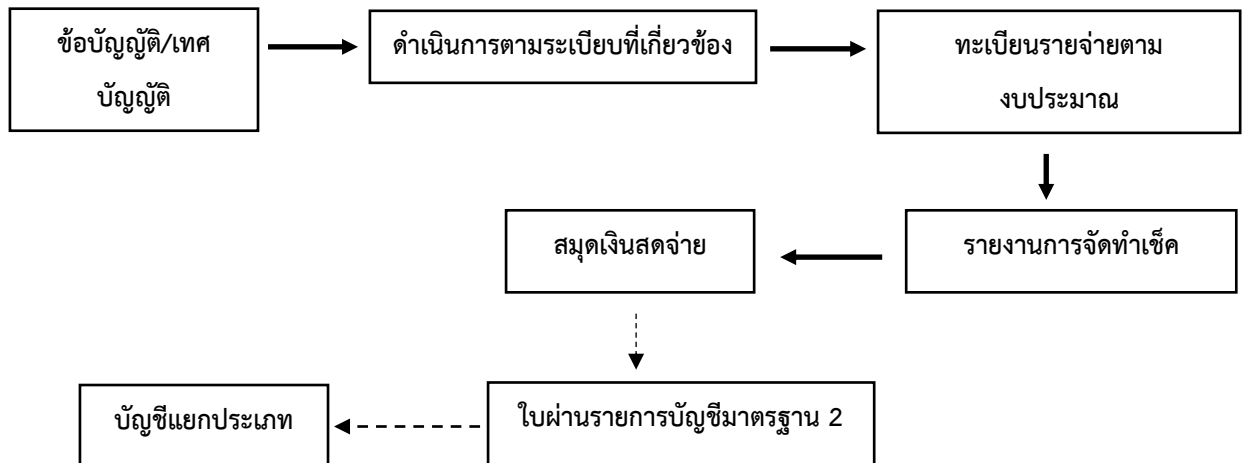 ข้อบัญญัติ/เทศ
บัญญัติ
ดำเนินการตามระเบียบที่เกี่ยวข้อง
ทะเบียนรายจ่ายตาม
งบประมาณ
รายงานการจัดทำเช็ค
สมุดเงินสดจ่าย
ใบผ่านรายการบัญชีมาตรฐาน 2
บัญชีแยกประเภท